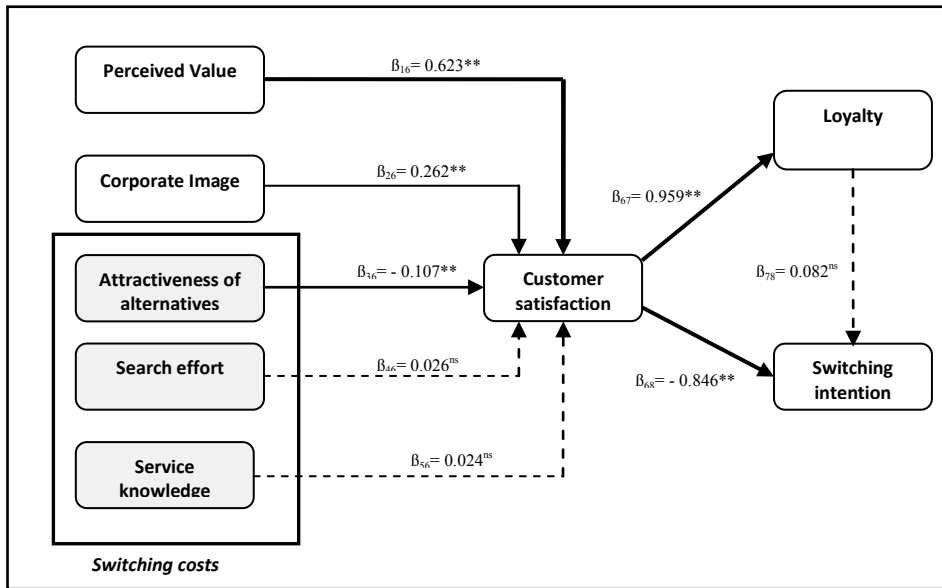 Perceived Value
ß₁₆= 0.623**
Loyalty
Corporate Image
ß₂₆= 0.262**
ß₆₇= 0.959**
Attractiveness of
alternatives
ß₃₆= - 0.107**
Customer
satisfaction
ß₇₈= 0.082ⁿˢ
Search effort
ß₄₆= 0.026ⁿˢ
ß₆₈= - 0.846**
Switching
intention
Service
knowledge
ß₅₆= 0.024ⁿˢ
Switching costs